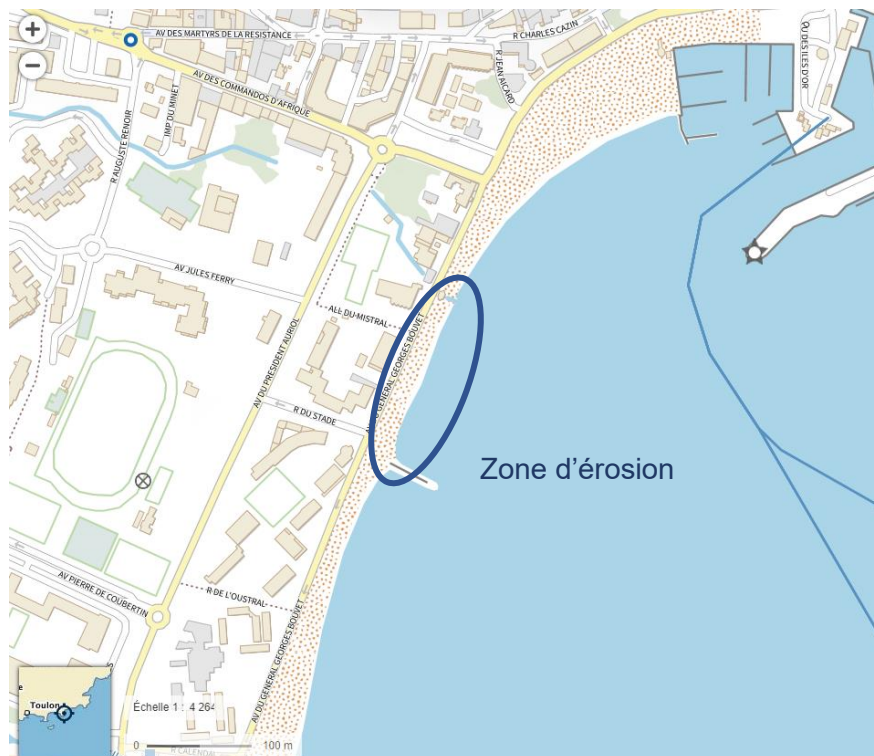 +
AV DES MARTYRS DE LA RESISTANCE
R CHARLES CAZIN
QU DES ILES D'OR
−
R JEAN AICARD
AV DES COMMANDOS D'AFRIQUE
IMP DU MINET
R AUGUSTE RENOIR
AV JULES FERRY
ALL DU MISTRAL
AV DU GENERAL GEORGES BOUVET
AV DU PRESIDENT AURIOL
R DU STADE
Zone d'érosion
AV PIERRE DE COUBERTIN
R DE L'OUSTRAL
AV DU GENERAL GEORGES BOUVET
Toulon
Échelle 1 : 4 264
0 100 m